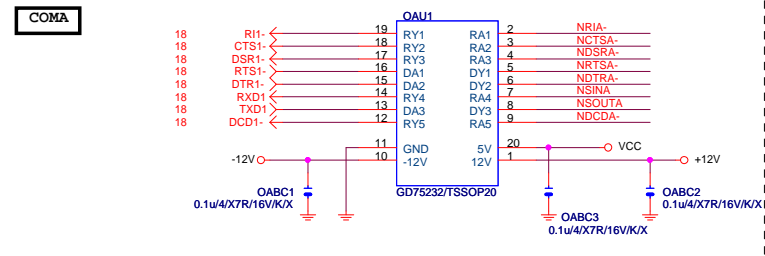 COMA
OAU1
18 RI1- 19 RY1 RA1 2 NRIA-
18 CTS1- 18 RY2 RA2 3 NCTSA-
18 DSR1- 17 RY3 RA3 4 NDSRA-
18 RTS1- 16 DA1 DY1 5 NRTSA-
18 DTR1- 15 DA2 DY2 6 NDTRA-
18 RXD1 14 RY4 RA4 7 NSINA
18 TXD1 13 DA3 DY3 8 NSOUTA
18 DCD1- 12 RY5 RA5 9 NDCDA-
11 GND 5V 20 VCC
-12V 10 -12V 12V 1 +12V
GD75232/TSSOP20
OABC1
0.1u/4/X7R/16V/K/X
OABC2
0.1u/4/X7R/16V/K/X
OABC3
0.1u/4/X7R/16V/K/X